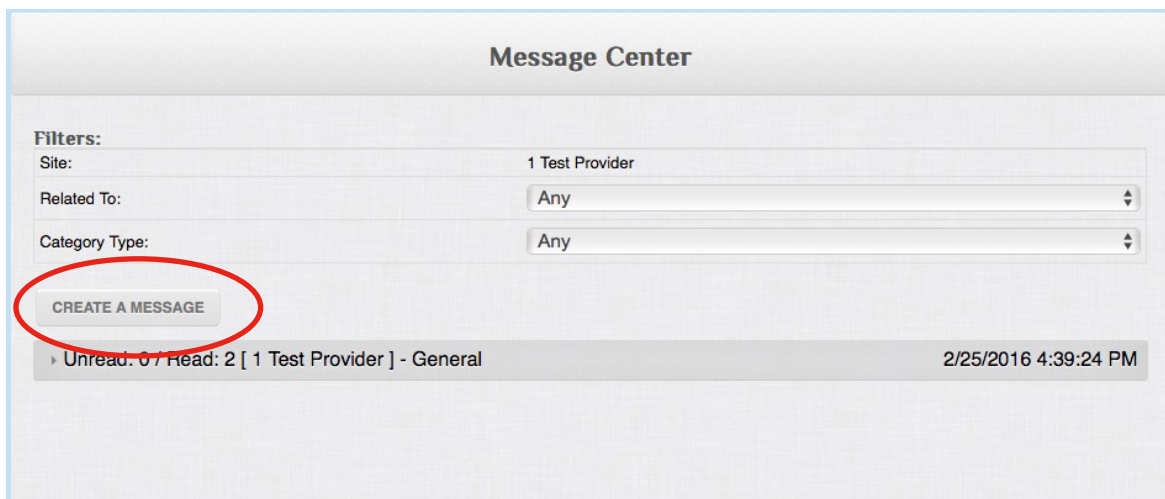 Message Center
Filters:
Site: 1 Test Provider
Related To: Any
Category Type: Any
CREATE A MESSAGE
Unread: 0 / Read: 2 [ 1 Test Provider ] - General 2/25/2016 4:39:24 PM